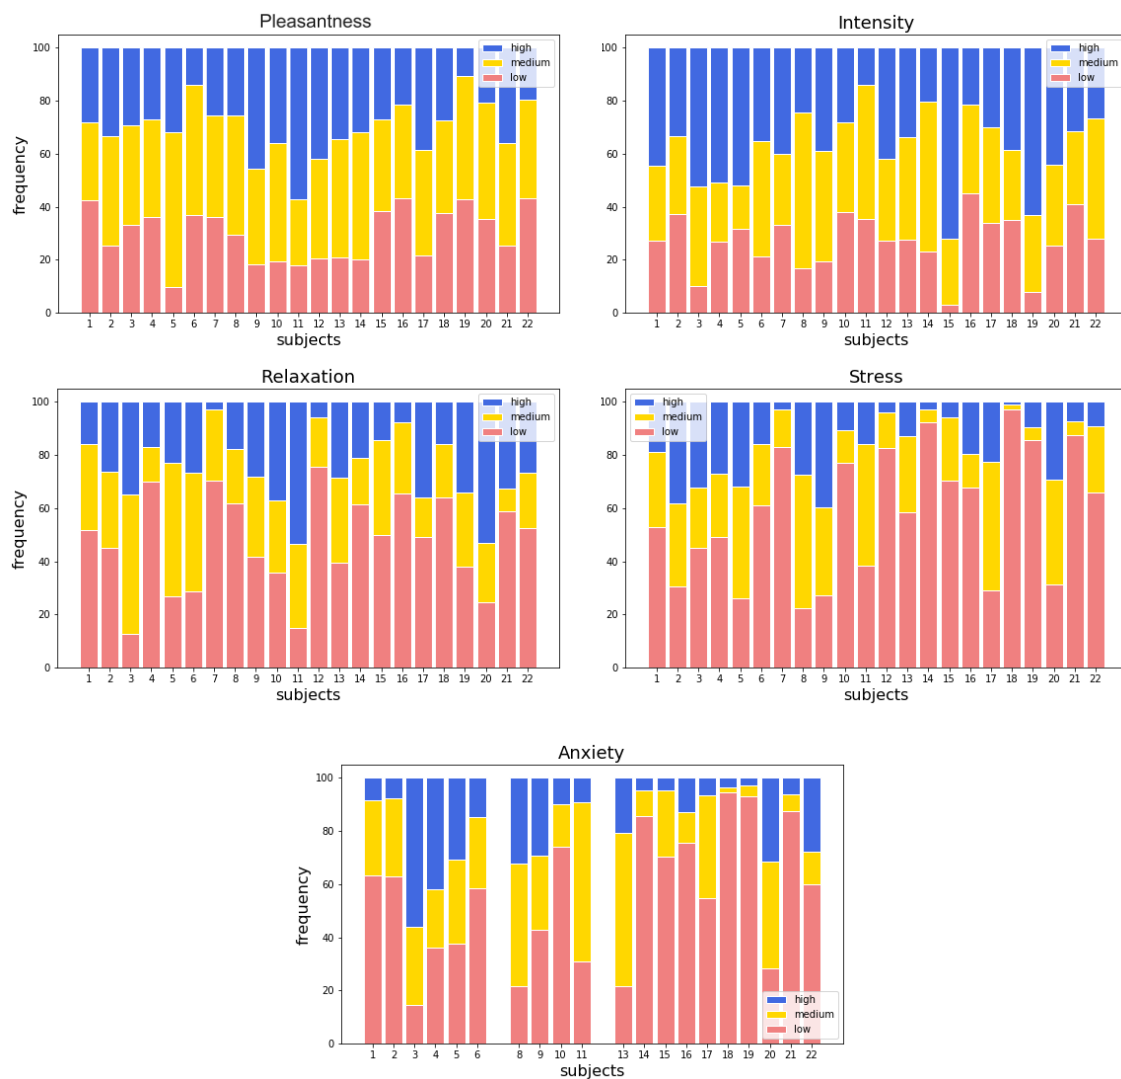 Pleasantness
100
80
60
40
20
0
frequency
high
medium
low
1 2 3 4 5 6 7 8 9 10 11 12 13 14 15 16 17 18 19 20 21 22
subjects
Intensity
100
80
60
40
20
0
high
medium
low
1 2 3 4 5 6 7 8 9 10 11 12 13 14 15 16 17 18 19 20 21 22
subjects
Relaxation
100
80
60
40
20
0
frequency
high
medium
low
1 2 3 4 5 6 7 8 9 10 11 12 13 14 15 16 17 18 19 20 21 22
subjects
Stress
100
80
60
40
20
0
high
medium
low
1 2 3 4 5 6 7 8 9 10 11 12 13 14 15 16 17 18 19 20 21 22
subjects
Anxiety
100
80
60
40
20
0
frequency
high
medium
low
1 2 3 4 5 6 8 9 10 11 13 14 15 16 17 18 19 20 21 22
subjects